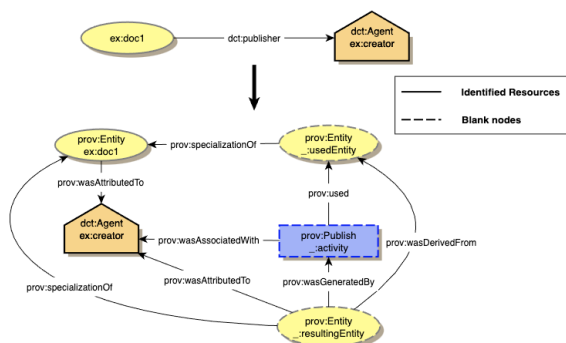 ex:doc1
dct:publisher
dct:Agent
ex:creator
Identified Resources
Blank nodes
prov:Entity
ex:doc1
prov:specializationOf
prov:Entity
_:usedEntity
prov:wasAttributedTo
prov:used
dct:Agent
ex:creator
prov:wasAssociatedWith
prov:Publish
_:activity
prov:wasDerivedFrom
prov:wasAttributedTo
prov:wasGeneratedBy
prov:specializationOf
prov:Entity
_:resultingEntity